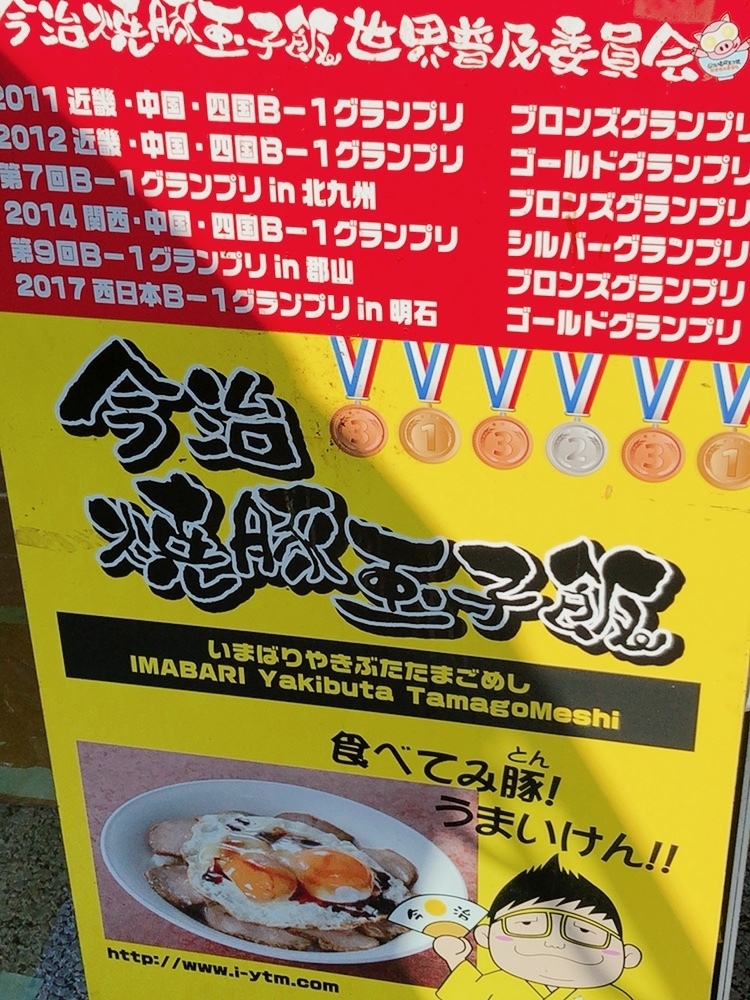 今治焼豚玉子飯世界普及委員会
2011 近畿・中国・四国B-1グランプリ ブロンズグランプリ
2012 近畿・中国・四国B-1グランプリ ゴールドグランプリ
第7回B-1グランプリ in 北九州 ブロンズグランプリ
2014 関西・中国・四国B-1グランプリ シルバーグランプリ
第9回B-1グランプリ in 郡山 ブロンズグランプリ
2017 西日本B-1グランプリ in 明石 ゴールドグランプリ
3 1 3 2 3 1
今治
焼豚玉子飯
いまばりやきぶたたまごめし
IMABARI Yakibuta TamagoMeshi
とん
食べてみ豚!
うまいけん!!
今治
http://www.i-ytm.com